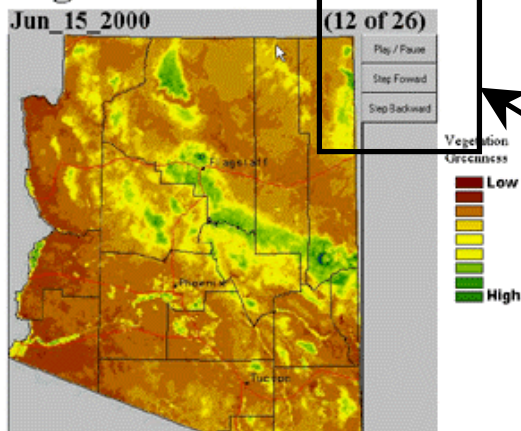 Jun_15_2000 (12 of 26)
Play / Pause
Step Foward
Step Backward
Vegetation
Greenness
Low
High
Flagstaff
Phoenix
Tucson